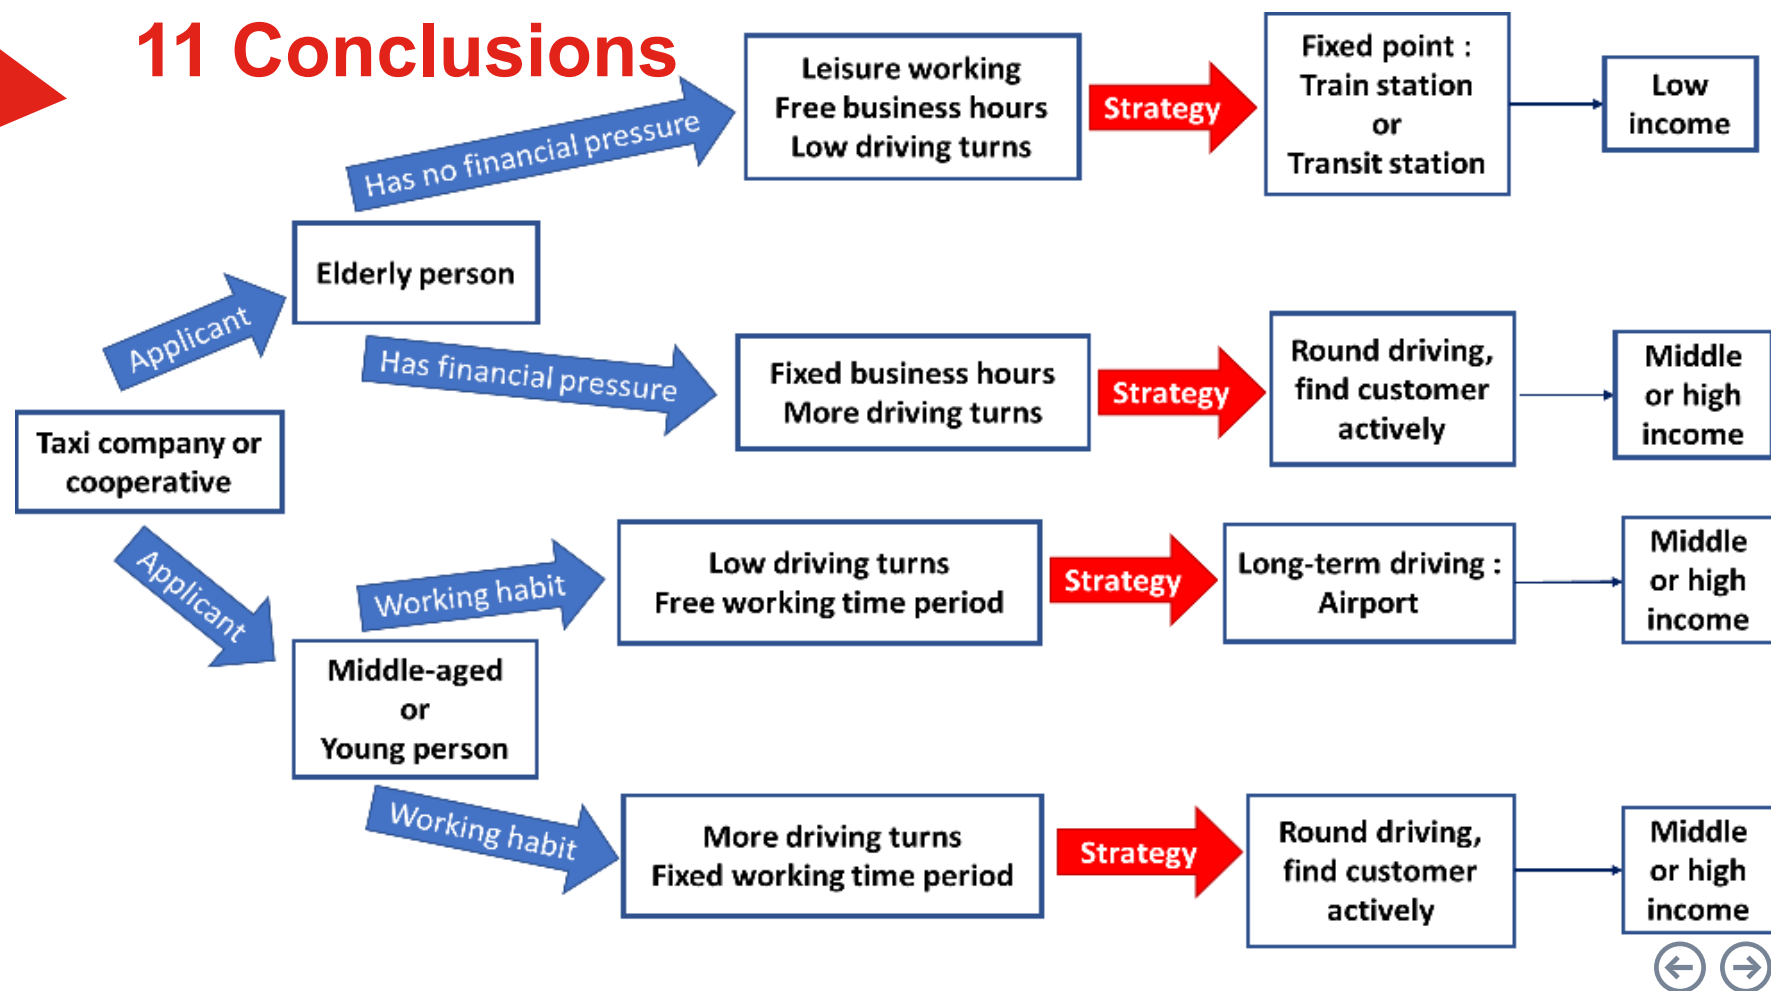 11 Conclusions
Taxi company or
cooperative
Applicant
Elderly person
Has no financial pressure
Leisure working
Free business hours
Low driving turns
Strategy
Fixed point :
Train station
or
Transit station
Low
income
Has financial pressure
Fixed business hours
More driving turns
Strategy
Round driving,
find customer
actively
Middle
or high
income
Applicant
Middle-aged
or
Young person
Working habit
Low driving turns
Free working time period
Strategy
Long-term driving :
Airport
Middle
or high
income
Working habit
More driving turns
Fixed working time period
Strategy
Round driving,
find customer
actively
Middle
or high
income